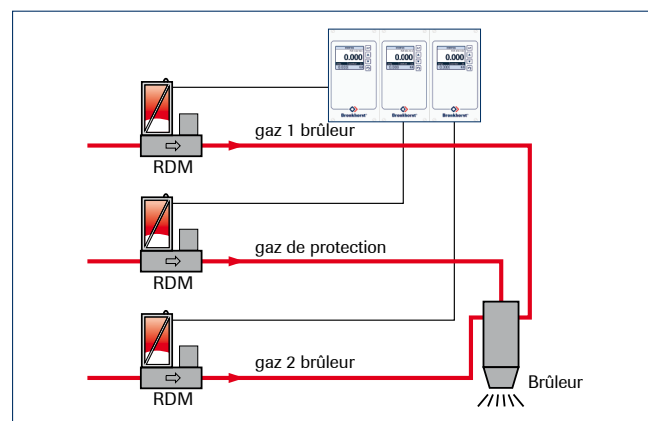 0.000
0.000
0.000
Bronkhorst
Bronkhorst
Bronkhorst
gaz 1 brûleur
RDM
gaz de protection
RDM
gaz 2 brûleur
RDM
Brûleur